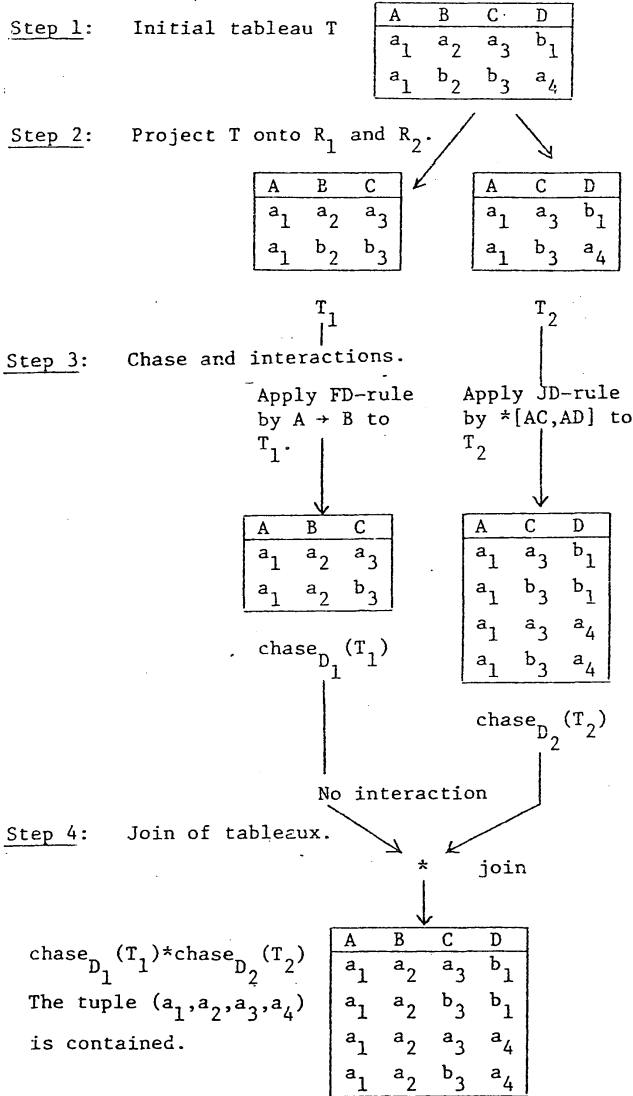 Step 1: Initial tableau T
A B C D
a1 a2 a3 b1
a1 b2 b3 a4
Step 2: Project T onto R1 and R2.
A B C
a1 a2 a3
a1 b2 b3
T1
A C D
a1 a3 b1
a1 b3 a4
T2
Step 3: Chase and interactions.
Apply FD-rule
by A → B to
T1.
Apply JD-rule
by *[AC,AD] to
T2
A B C
a1 a2 a3
a1 a2 b3
chaseD1(T1)
A C D
a1 a3 b1
a1 b3 b1
a1 a3 a4
a1 b3 a4
chaseD2(T2)
No interaction
Step 4: Join of tableaux.
* join
chaseD1(T1)*chaseD2(T2)
The tuple (a1,a2,a3,a4)
is contained.
A B C D
a1 a2 a3 b1
a1 a2 b3 b1
a1 a2 a3 a4
a1 a2 b3 a4